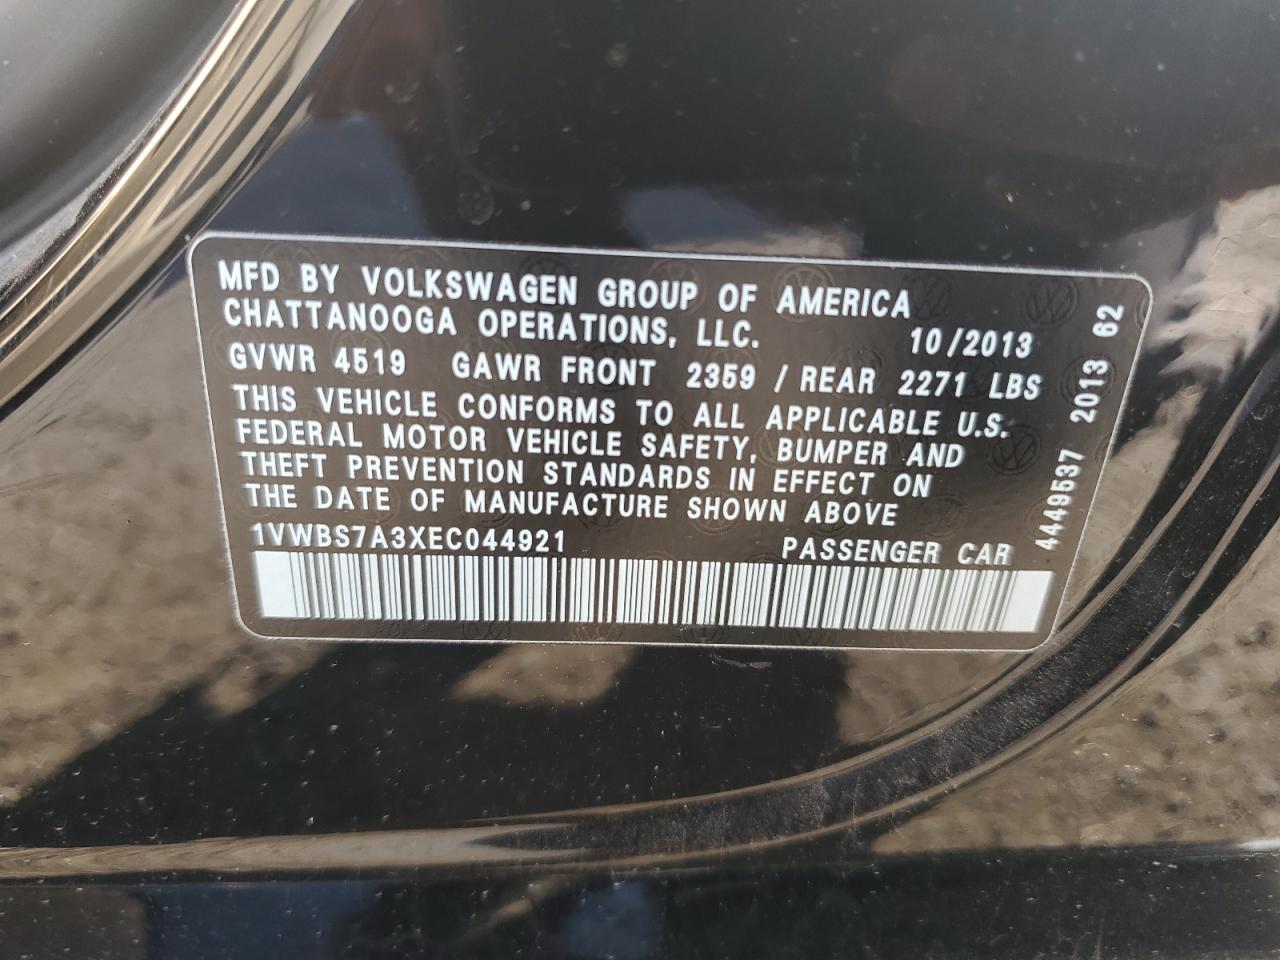 MFD BY VOLKSWAGEN GROUP OF AMERICA
CHATTANOOGA OPERATIONS, LLC. 10/2013
GVWR 4519 GAWR FRONT 2359 / REAR 2271 LBS
THIS VEHICLE CONFORMS TO ALL APPLICABLE U.S.
FEDERAL MOTOR VEHICLE SAFETY, BUMPER AND
THEFT PREVENTION STANDARDS IN EFFECT ON
THE DATE OF MANUFACTURE SHOWN ABOVE
1VWBS7A3XEC044921 PASSENGER CAR
4449537 2013 62